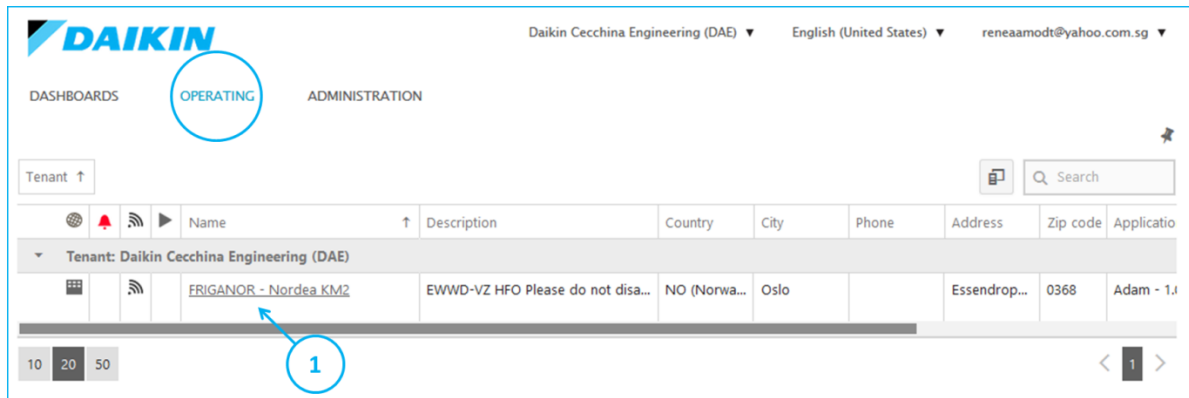 DAIKIN
Daikin Cecchina Engineering (DAE) ▼ English (United States) ▼ reneaamodt@yahoo.com.sg ▼
DASHBOARDS OPERATING ADMINISTRATION
Tenant ↑ Search
Name ↑ Description Country City Phone Address Zip code Applicatio
Tenant: Daikin Cecchina Engineering (DAE)
FRIGANOR - Nordea KM2 EWWD-VZ HFO Please do not disa... NO (Norwa... Oslo Essendrop... 0368 Adam - 1.
1
10 20 50 < 1 >